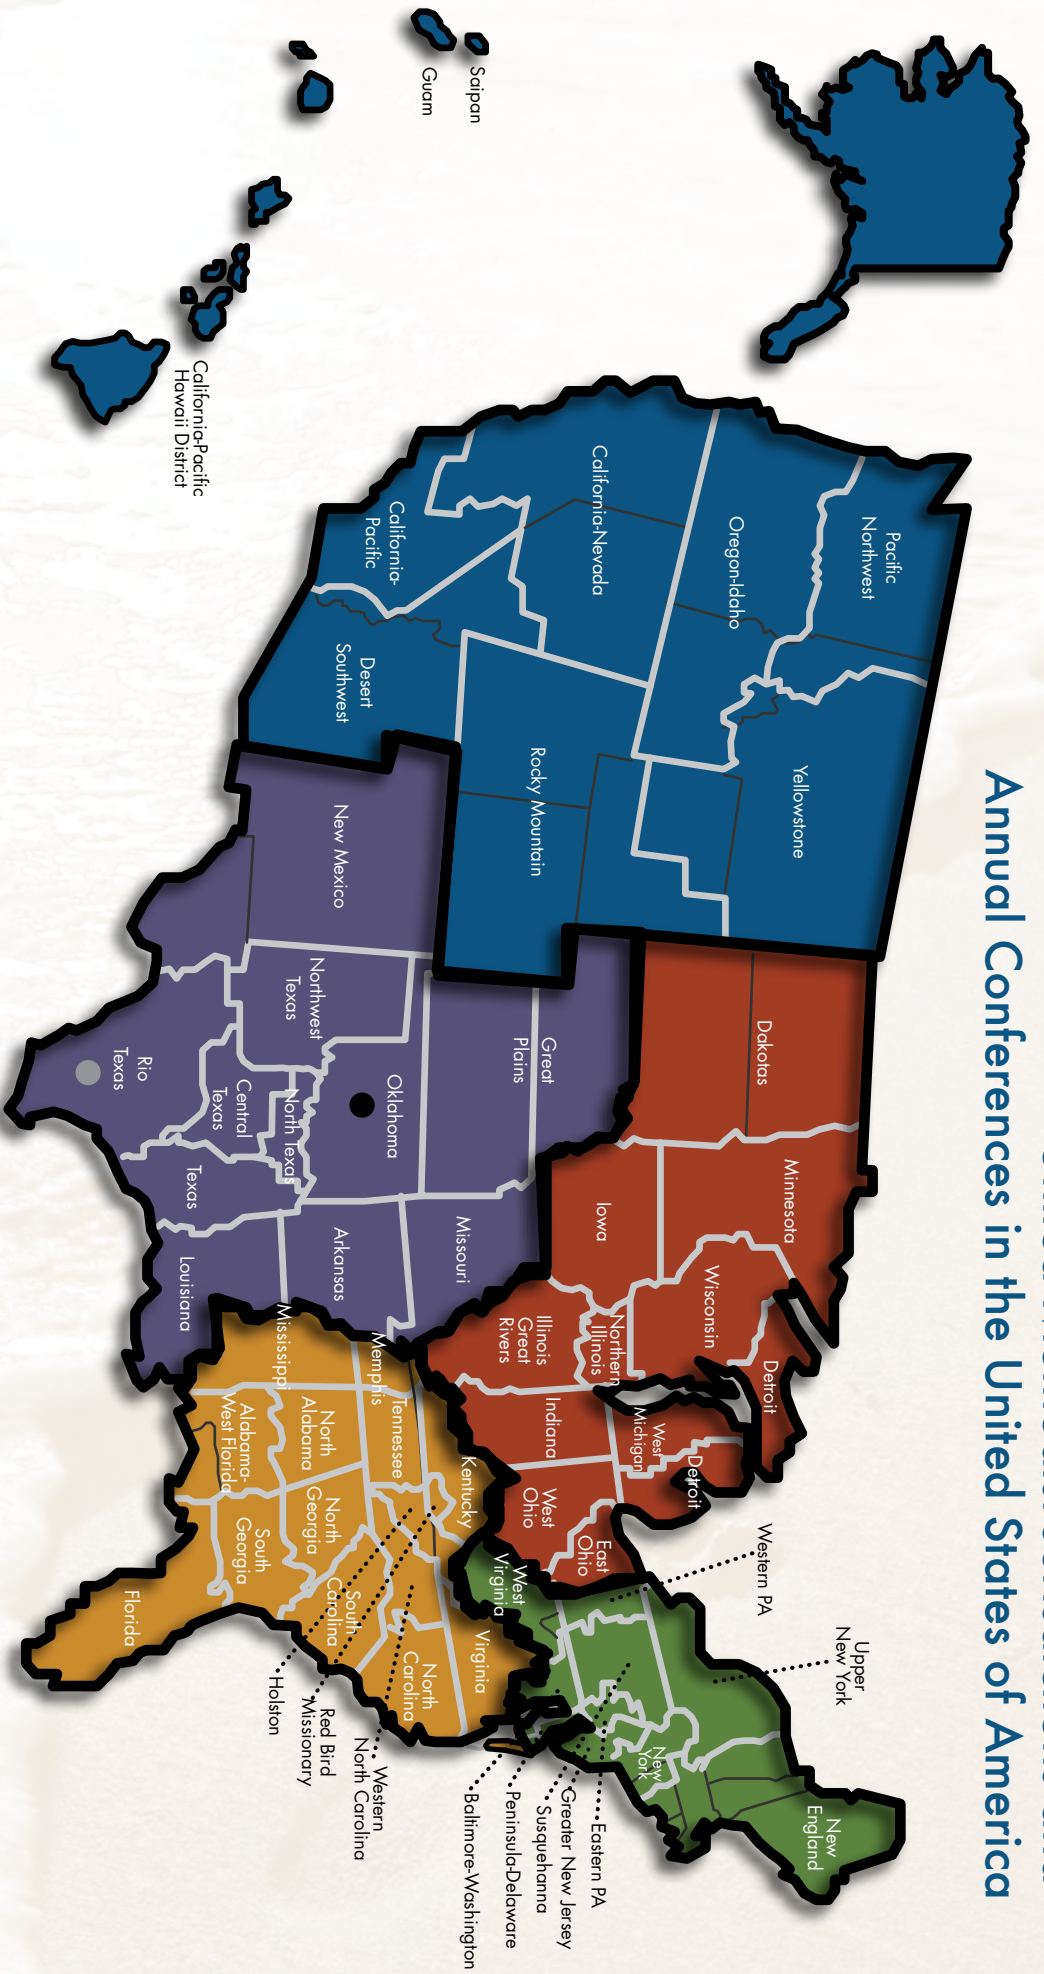 Annual Conferences in the United States of America
Saipan
Guam
California-Pacific
Hawaii District
Pacific
Northwest
Oregon-Idaho
California-Nevada
California-
Pacific
Desert
Southwest
Yellowstone
Rocky Mountain
New Mexico
Northwest
Texas
Rio
Texas
Central
Texas
North Texas
Texas
Oklahoma
Great
Plains
Louisiana
Arkansas
Missouri
Dakotas
Minnesota
Iowa
Wisconsin
Northern
Illinois
Illinois
Great
Rivers
Indiana
West
Michigan
Detroit
Detroit
West
Ohio
East
Ohio
Mississippi
Memphis
Tennessee
Kentucky
North
Alabama
Alabama-
West Florida
North
Georgia
South
Georgia
Florida
South
Carolina
North
Carolina
Virginia
West
Virginia
Holston
Red Bird
Missionary
Western
North Carolina
Baltimore-Washington
Peninsula-Delaware
Susquehanna
Greater New Jersey
Eastern PA
Western PA
Upper
New York
New
York
New
England